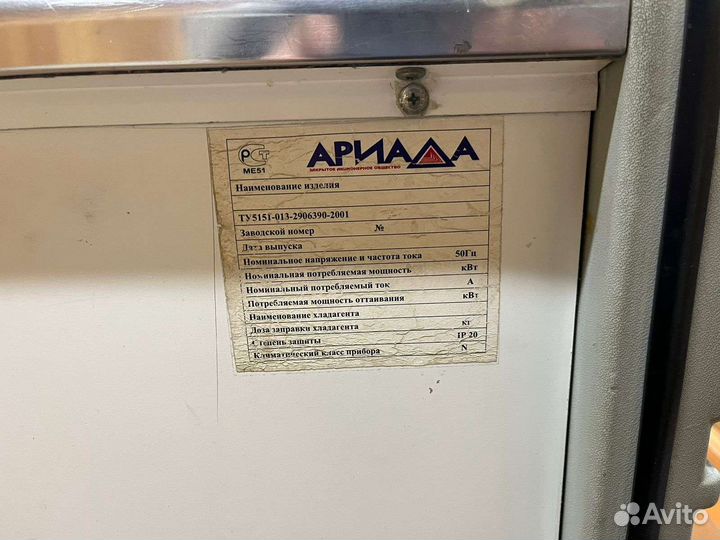 РСТ
МЕ51
АРИАДА
ЗАКРЫТОЕ АКЦИОНЕРНОЕ ОБЩЕСТВО
Наименование изделия
ТУ5151-013-2906390-2001
Заводской номер №
Дата выпуска
Номинальное напряжение и частота тока 50Гц
Номинальная потребляемая мощность кВт
Номинальный потребляемый ток А
Потребляемая мощность оттаивания кВт
Наименование хладагента
Доза заправки хладагента кг
Степень защиты IP 20
Климатический класс прибора N
Avito